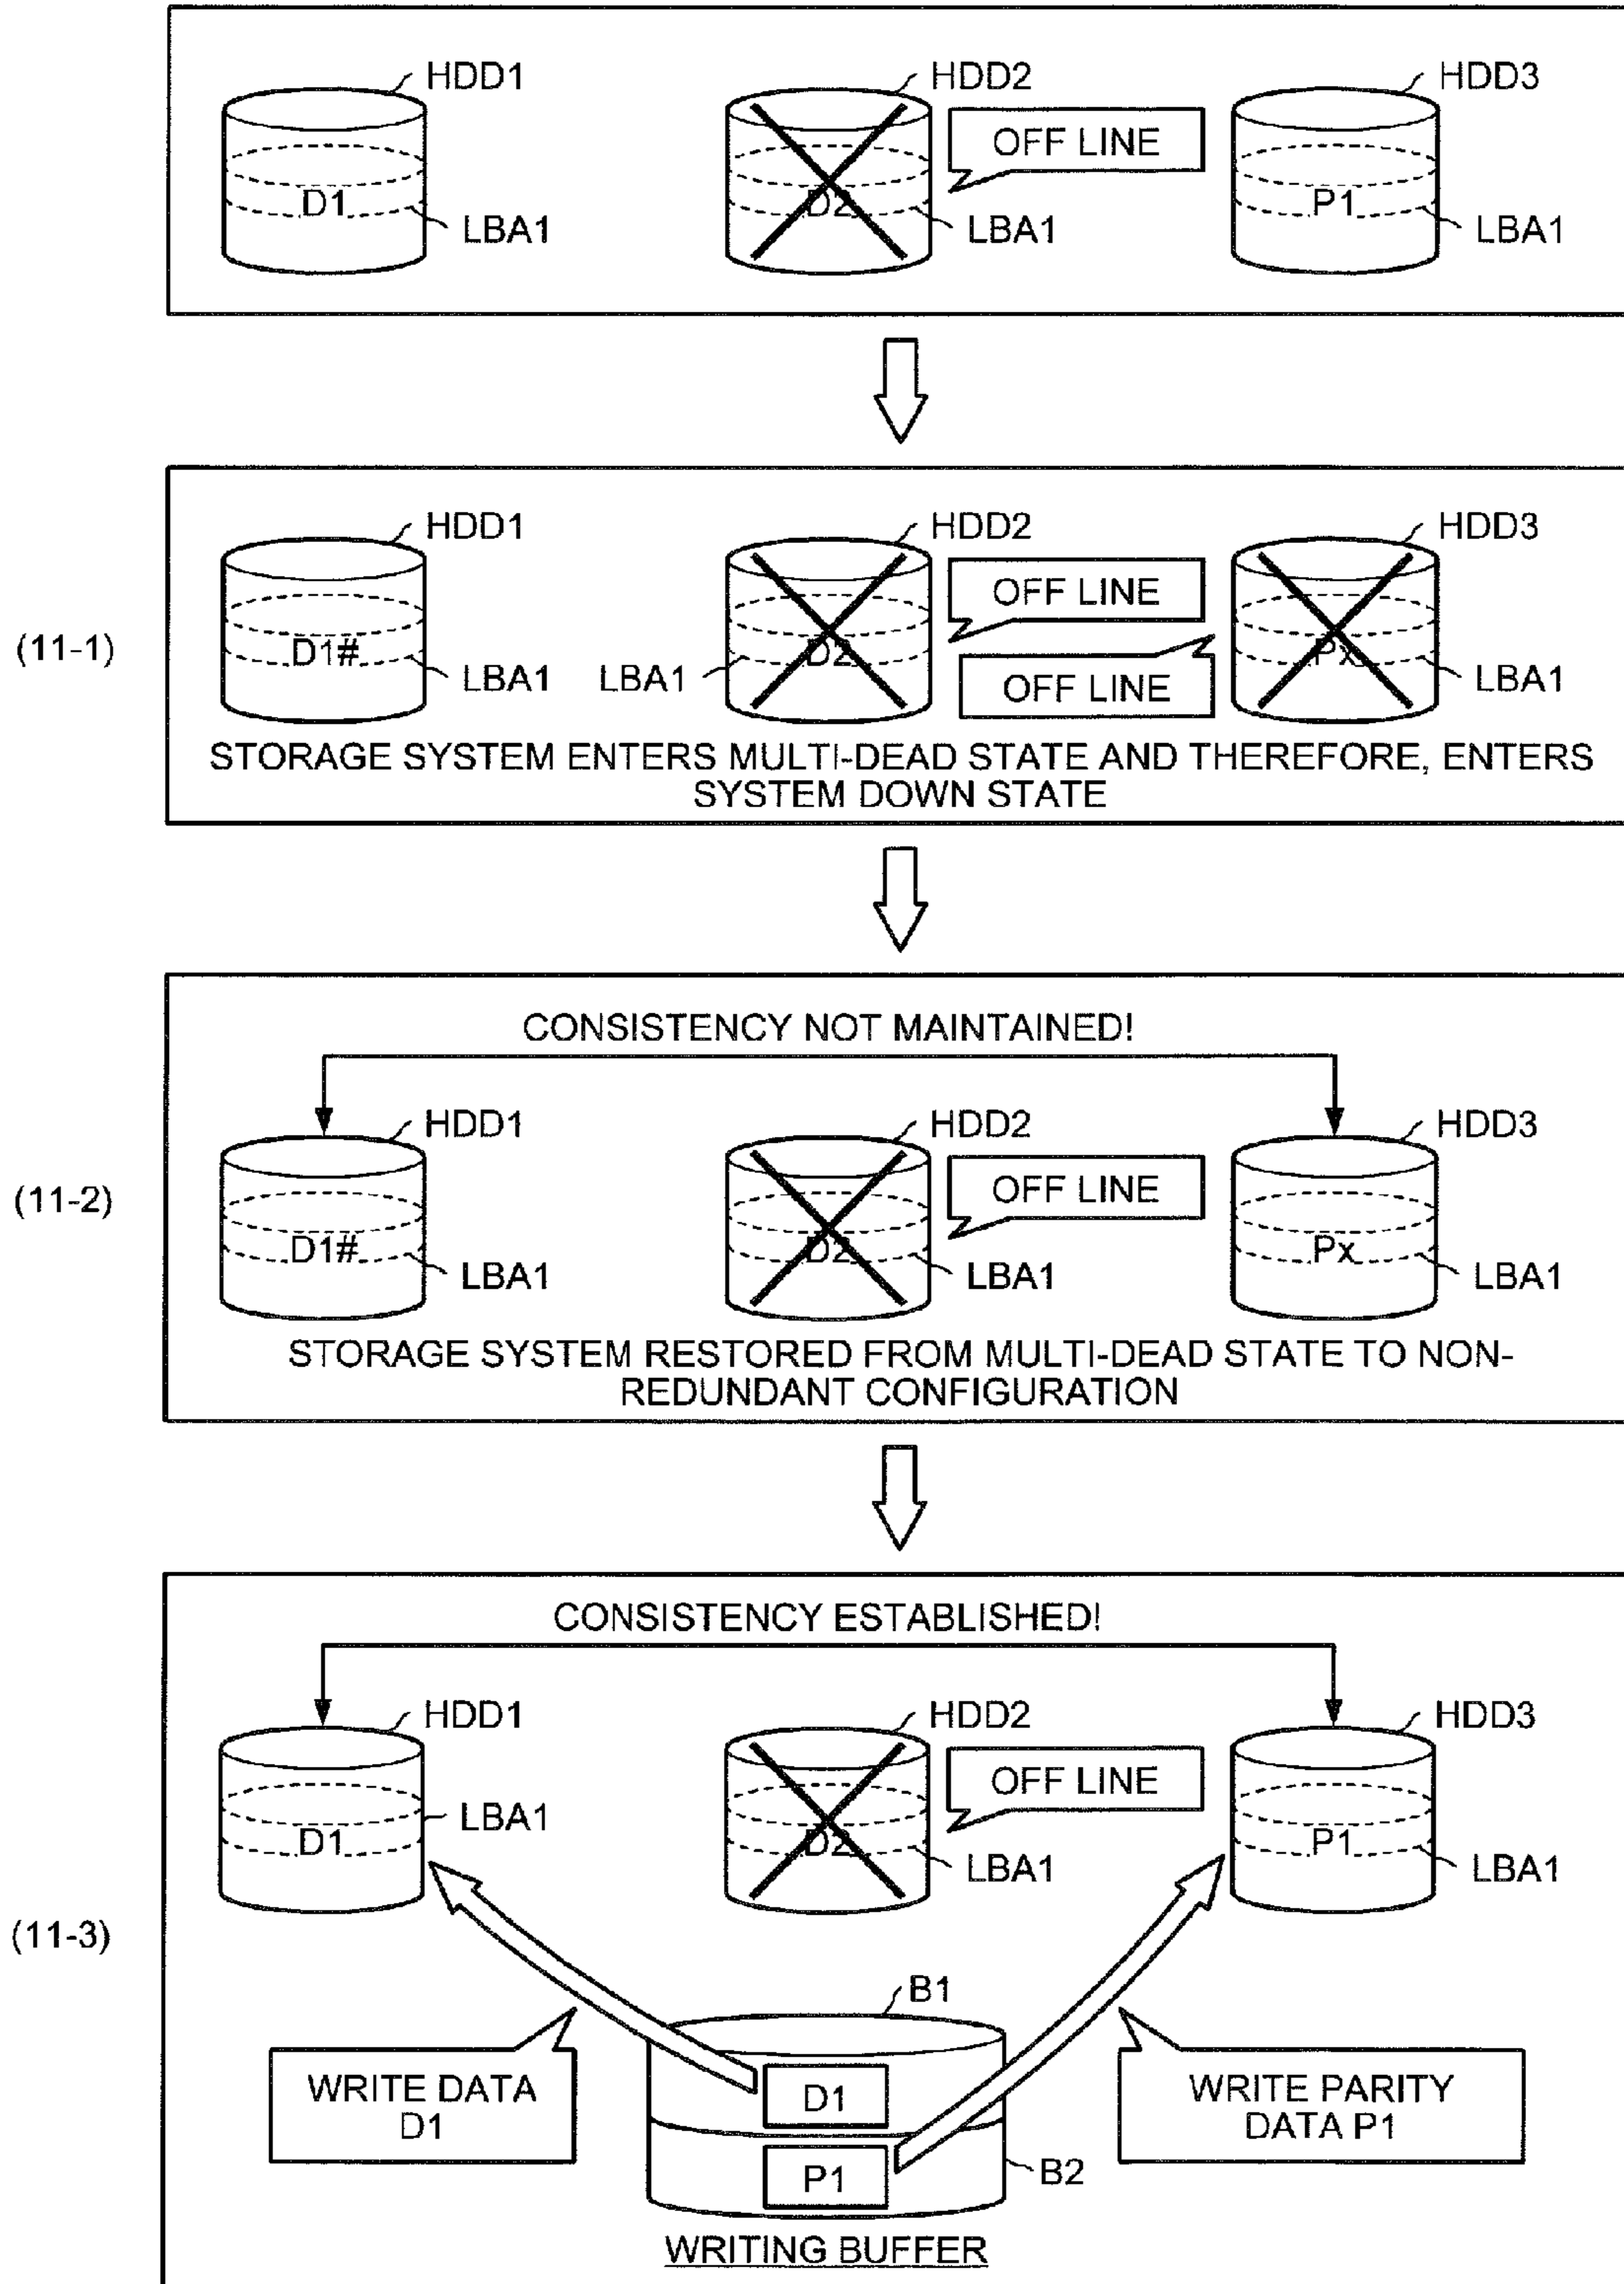 HDD1
HDD2
HDD3
OFF LINE
D1
D2
P1
LBA1
LBA1
LBA1
(11-1)
HDD1
HDD2
HDD3
OFF LINE
D1#
D2
Px
LBA1
LBA1
OFF LINE
LBA1
STORAGE SYSTEM ENTERS MULTI-DEAD STATE AND THEREFORE, ENTERS
SYSTEM DOWN STATE
(11-2)
CONSISTENCY NOT MAINTAINED!
HDD1
HDD2
HDD3
OFF LINE
D1#
D2
Px
LBA1
LBA1
LBA1
STORAGE SYSTEM RESTORED FROM MULTI-DEAD STATE TO NON-
REDUNDANT CONFIGURATION
(11-3)
CONSISTENCY ESTABLISHED!
HDD1
HDD2
HDD3
OFF LINE
LBA1
D1
D2
P1
LBA1
LBA1
B1
WRITE DATA
D1
D1
WRITE PARITY
DATA P1
P1
B2
WRITING BUFFER